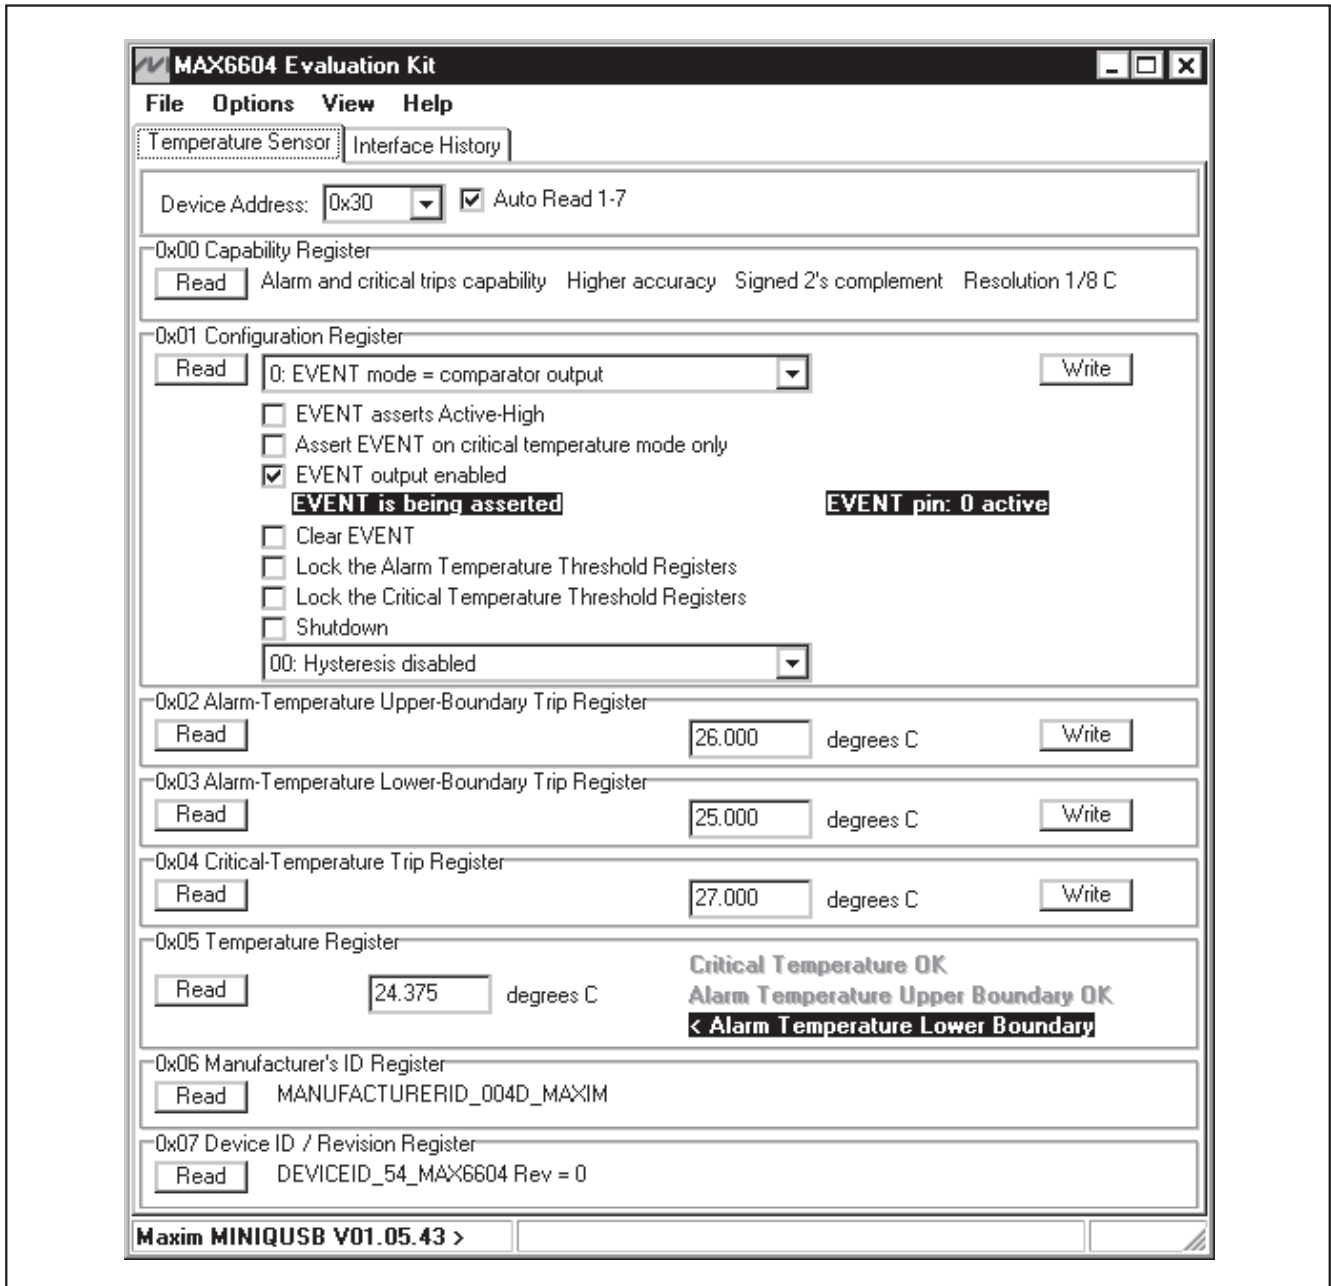 MAX6604 Evaluation Kit
File Options View Help
Temperature Sensor Interface History
Device Address: 0x30 Auto Read 1-7
0x00 Capability Register
Read Alarm and critical trips capability Higher accuracy Signed 2's complement Resolution 1/8 C
0x01 Configuration Register
Read 0: EVENT mode = comparator output Write
EVENT asserts Active-High
Assert EVENT on critical temperature mode only
EVENT output enabled
EVENT is being asserted EVENT pin: 0 active
Clear EVENT
Lock the Alarm Temperature Threshold Registers
Lock the Critical Temperature Threshold Registers
Shutdown
00: Hysteresis disabled
0x02 Alarm-Temperature Upper-Boundary Trip Register
Read 26.000 degrees C Write
0x03 Alarm-Temperature Lower-Boundary Trip Register
Read 25.000 degrees C Write
0x04 Critical-Temperature Trip Register
Read 27.000 degrees C Write
0x05 Temperature Register
Critical Temperature OK
Read 24.375 degrees C Alarm Temperature Upper Boundary OK
< Alarm Temperature Lower Boundary
0x06 Manufacturer's ID Register
Read MANUFACTURERID_004D_MAXIM
0x07 Device ID / Revision Register
Read DEVICEID_54_MAX6604 Rev = 0
Maxim MINIQUSB V01.05.43 >